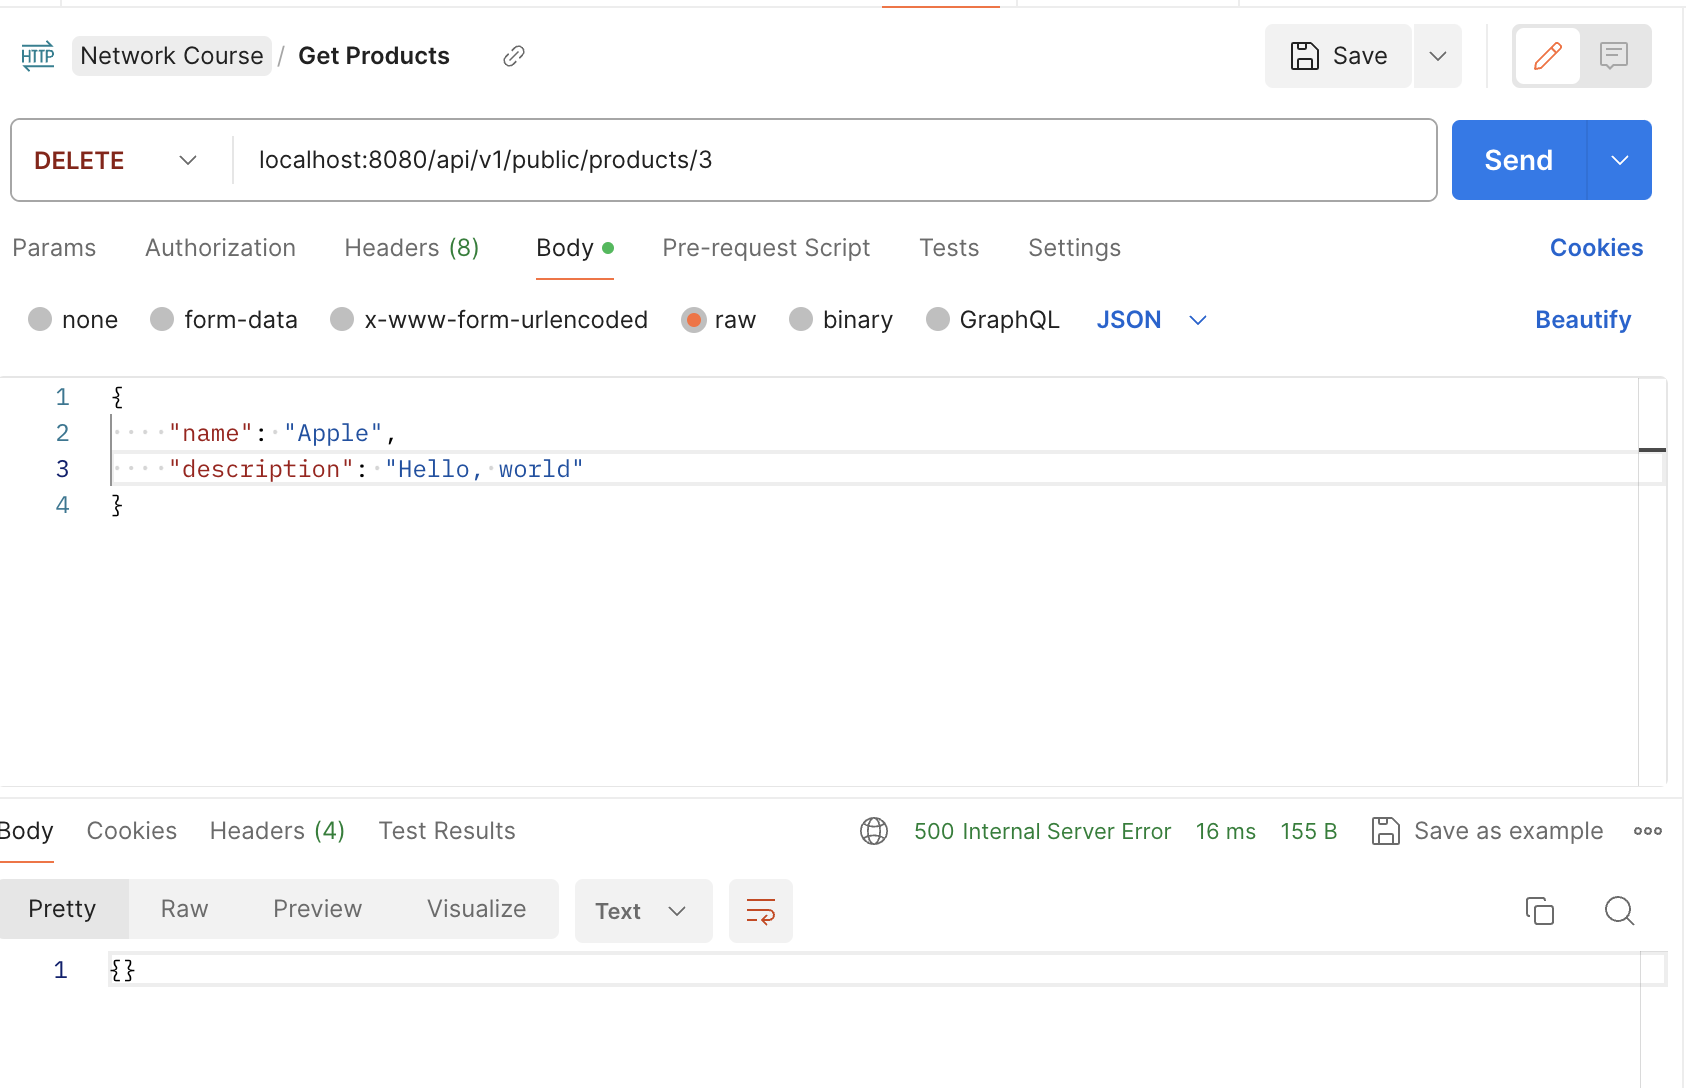 HTTP Network Course / Get Products Save
DELETE localhost:8080/api/v1/public/products/3 Send
Params Authorization Headers (8) Body Pre-request Script Tests Settings Cookies
none form-data x-www-form-urlencoded raw binary GraphQL JSON Beautify
1 {
2 "name": "Apple",
3 "description": "Hello, world"
4 }
Body Cookies Headers (4) Test Results 500 Internal Server Error 16 ms 155 B Save as example
Pretty Raw Preview Visualize Text
1 {}